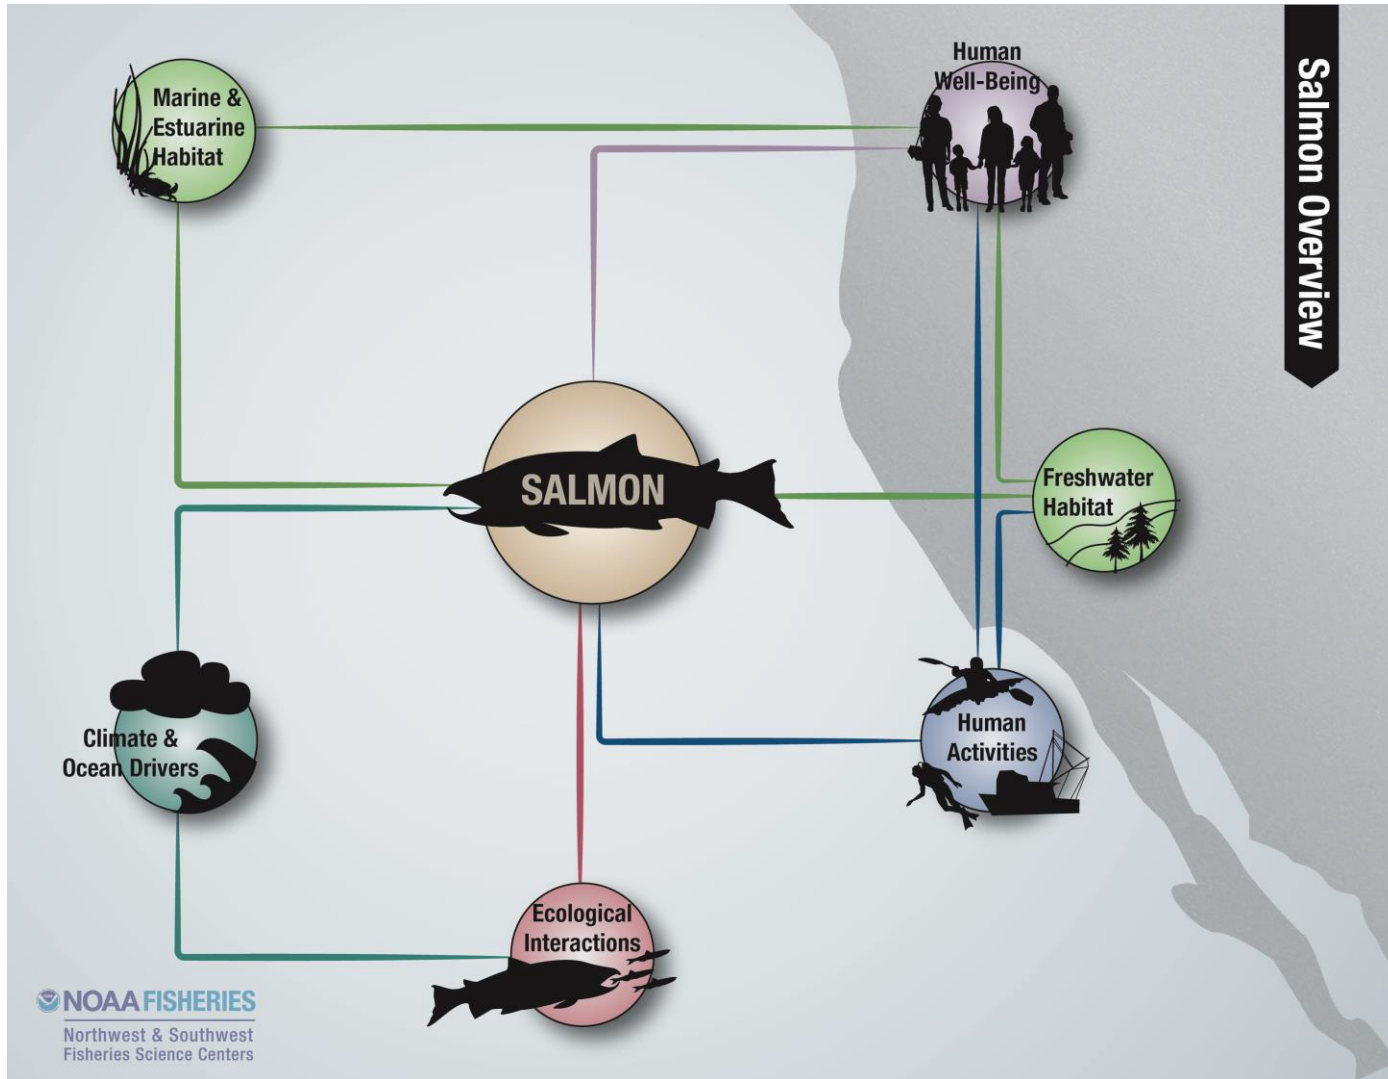 Marine &
Estuarine
Habitat
Human
Well-Being
Salmon Overview
SALMON
Freshwater
Habitat
Climate &
Ocean Drivers
Human
Activities
Ecological
Interactions
NOAA FISHERIES
Northwest & Southwest
Fisheries Science Centers